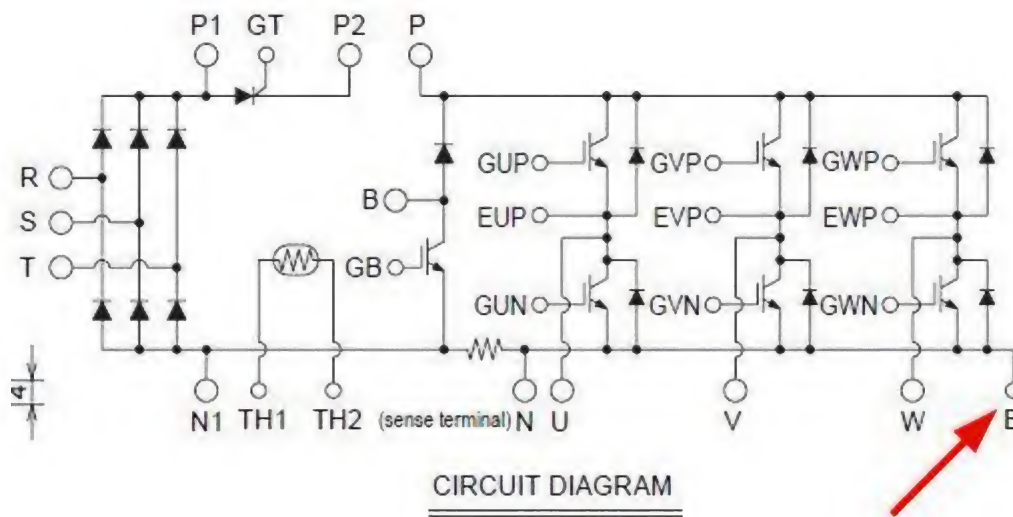 P1 GT P2 P
R
S
T
B
GB
GUP
EUP
GUN
GVP
EVP
GVN
GWP
EWP
GWN
4
N1 TH1 TH2 (sense terminal) N U V W E
CIRCUIT DIAGRAM